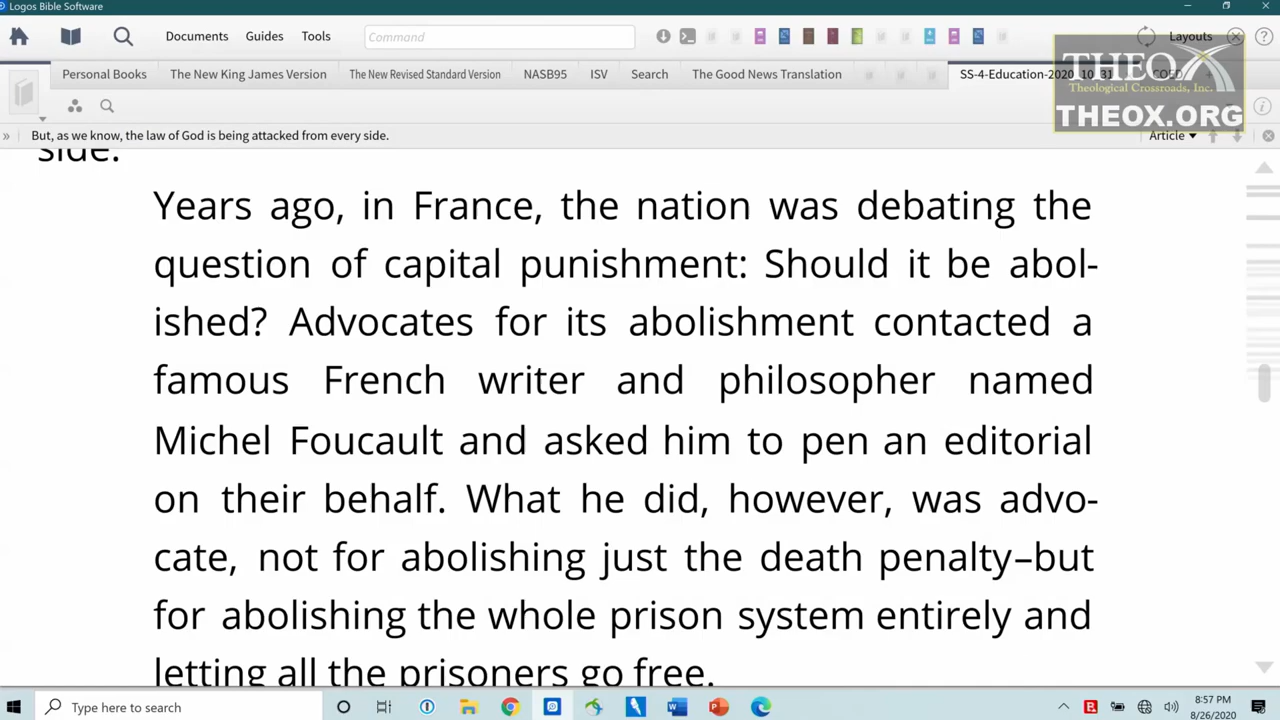 Logos Bible Software
Documents Guides Tools Command Layouts
Personal Books The New King James Version The New Revised Standard Version NASB95 ISV Search The Good News Translation SS-4-Education-2020_10_31
THEOX
Theological Crossroads, Inc.
THEOX.ORG
But, as we know, the law of God is being attacked from every side. Article
side.
Years ago, in France, the nation was debating the
question of capital punishment: Should it be abol-
ished? Advocates for its abolishment contacted a
famous French writer and philosopher named
Michel Foucault and asked him to pen an editorial
on their behalf. What he did, however, was advo-
cate, not for abolishing just the death penalty–but
for abolishing the whole prison system entirely and
letting all the prisoners go free.
Type here to search
8:57 PM
8/26/2020